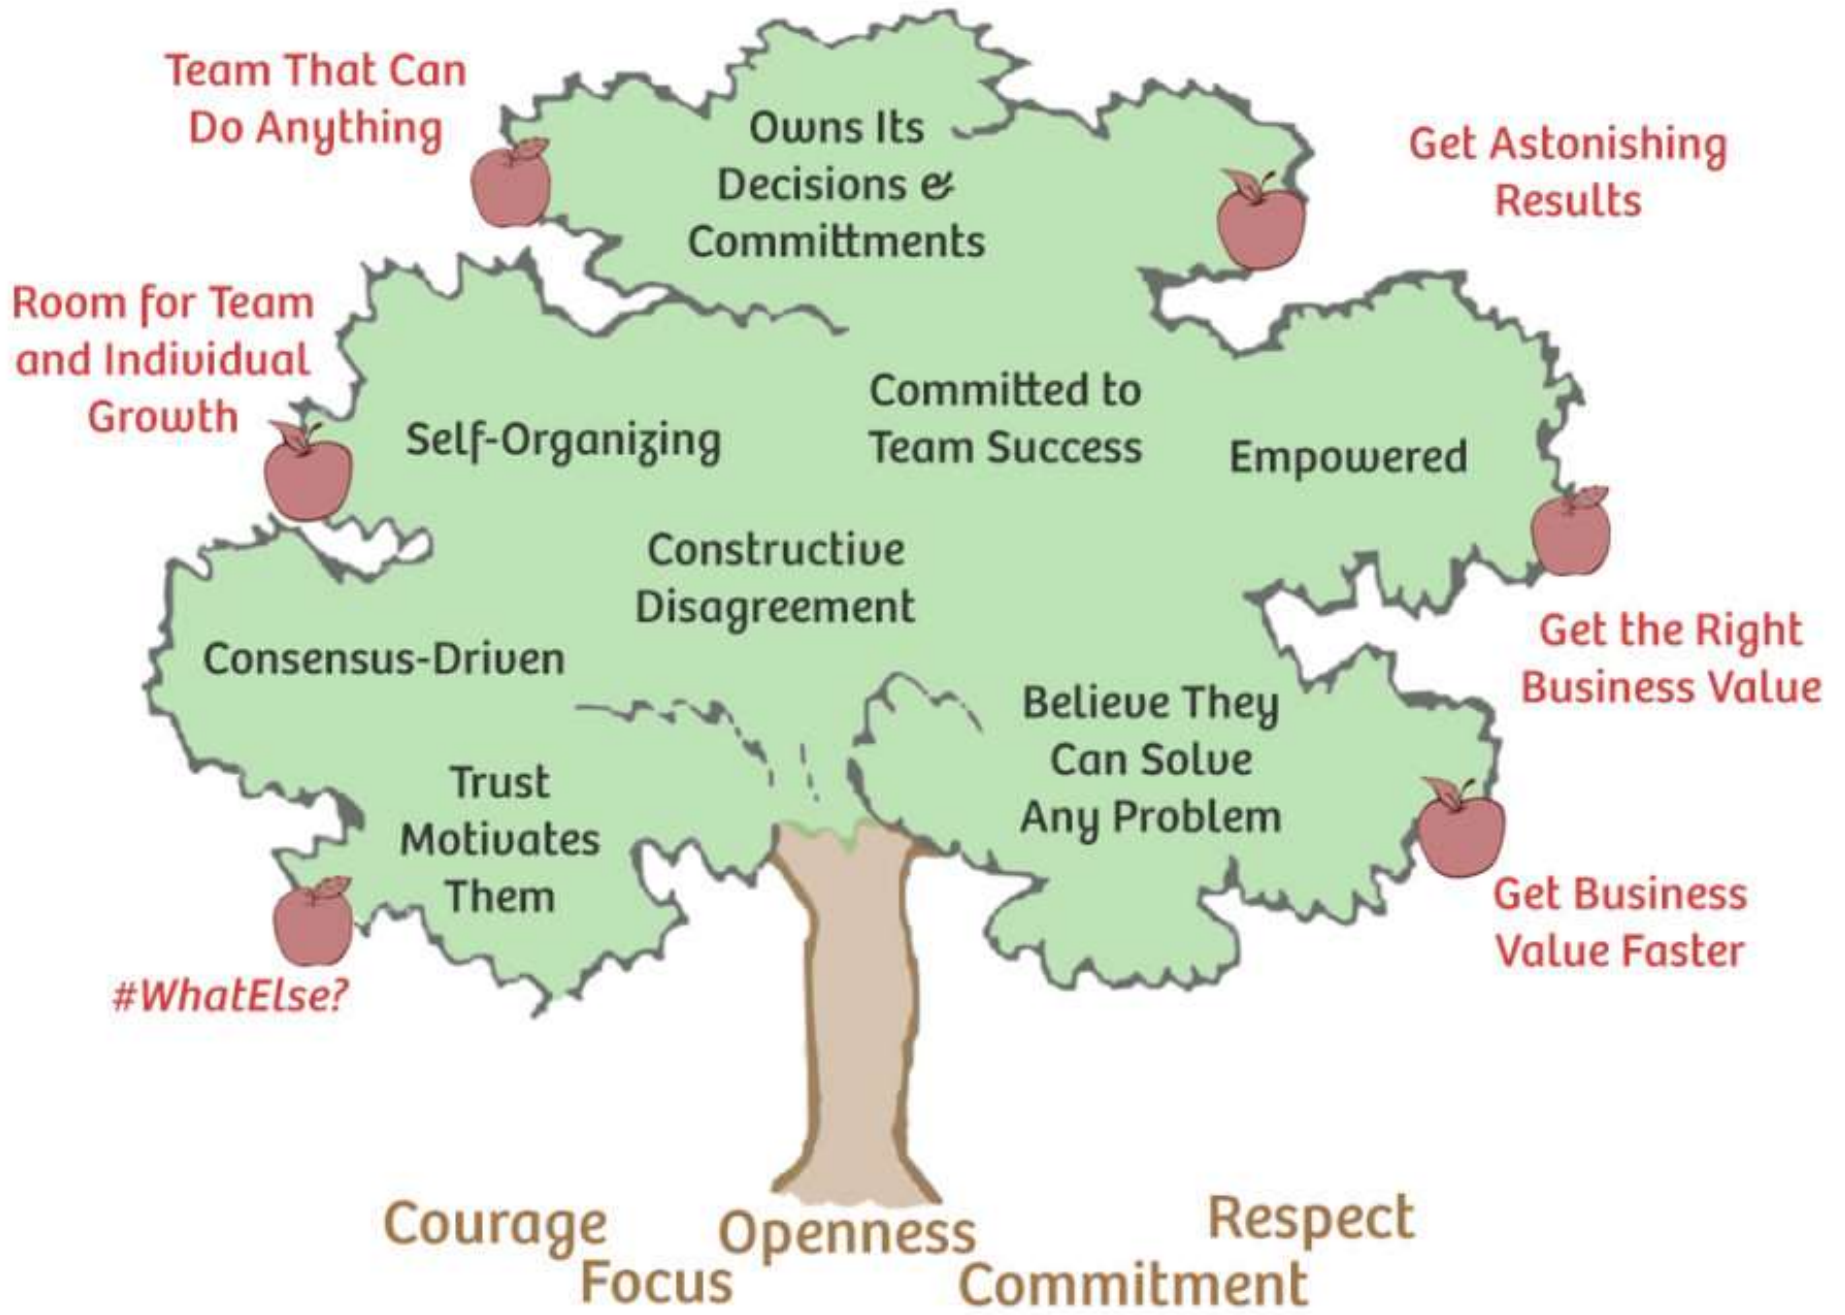 Team That Can
Do Anything
Owns Its
Decisions &
Committments
Get Astonishing
Results
Room for Team
and Individual
Growth
Self-Organizing
Committed to
Team Success
Empowered
Constructive
Disagreement
Consensus-Driven
Get the Right
Business Value
Believe They
Can Solve
Any Problem
Trust
Motivates
Them
Get Business
Value Faster
#WhatElse?
Courage
Openness
Respect
Focus
Commitment